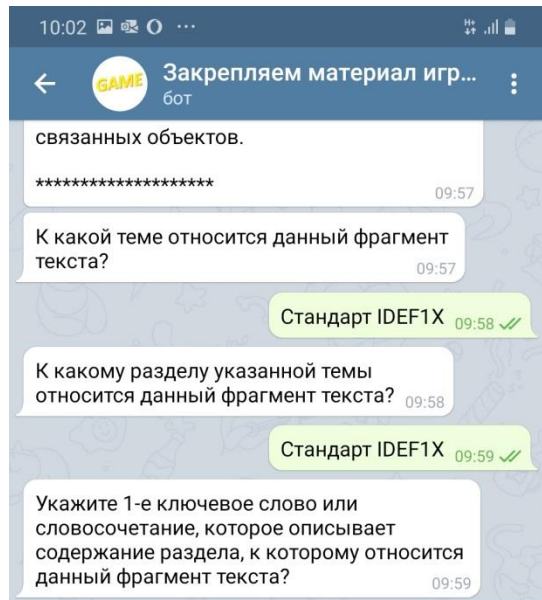 10:02
GAME
Закрепляем материал игр...
бот
связанных объектов.
********************
09:57
К какой теме относится данный фрагмент
текста?
09:57
Стандарт IDEF1X 09:58
К какому разделу указанной темы
относится данный фрагмент текста? 09:58
Стандарт IDEF1X 09:59
Укажите 1-е ключевое слово или
словосочетание, которое описывает
содержание раздела, к которому относится
данный фрагмент текста?
09:59